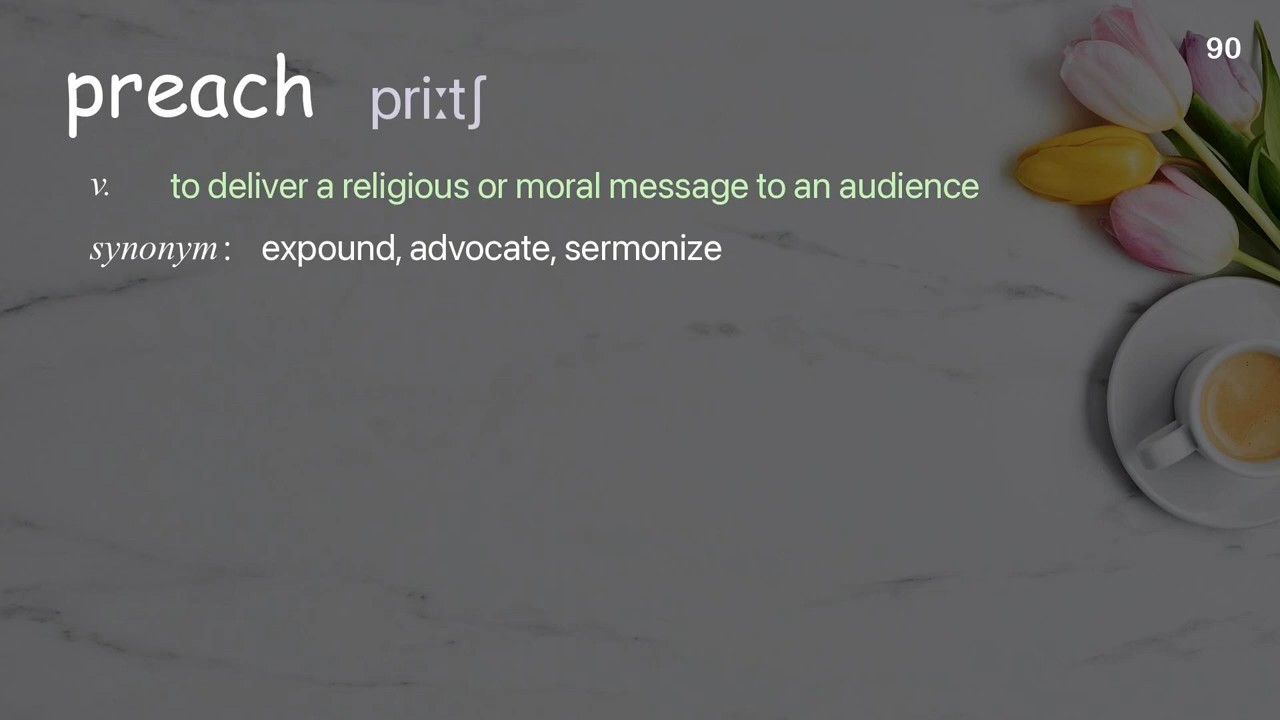 90
preach priːtʃ
v. to deliver a religious or moral message to an audience
synonym : expound, advocate, sermonize